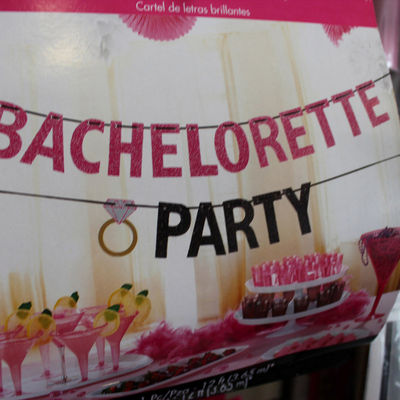 Cartel de letras brillantes
BACHELORETTE
PARTY